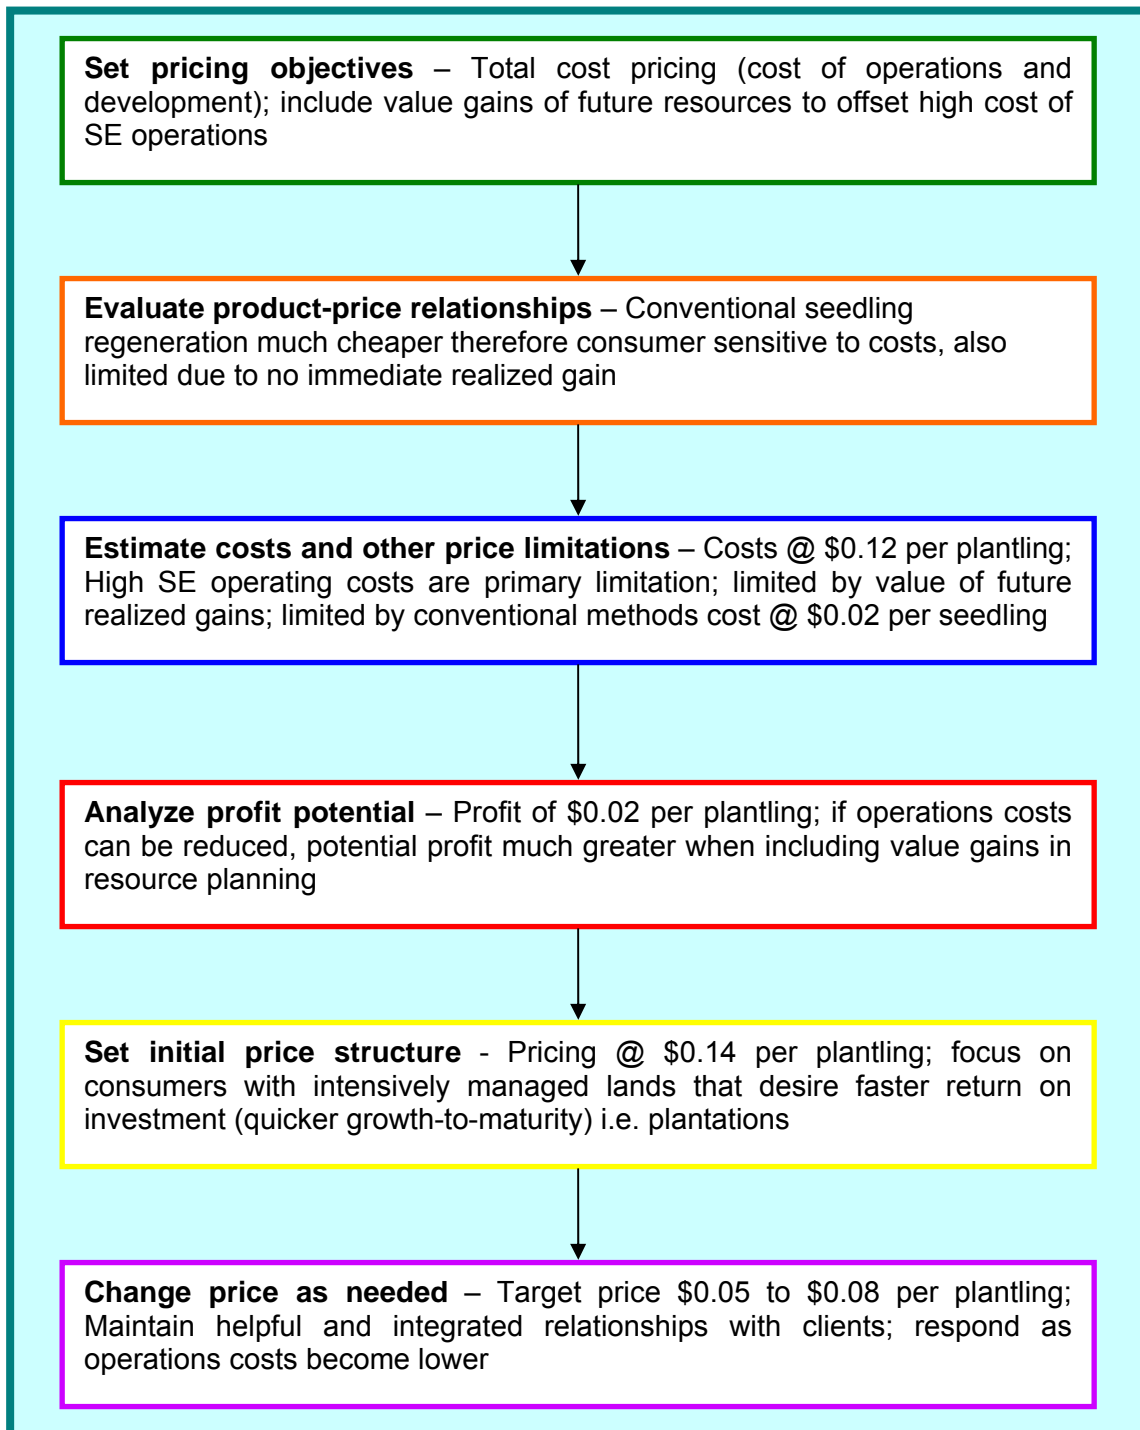 Set pricing objectives – Total cost pricing (cost of operations and
development); include value gains of future resources to offset high cost of
SE operations
Evaluate product-price relationships – Conventional seedling
regeneration much cheaper therefore consumer sensitive to costs, also
limited due to no immediate realized gain
Estimate costs and other price limitations – Costs @ $0.12 per plantling;
High SE operating costs are primary limitation; limited by value of future
realized gains; limited by conventional methods cost @ $0.02 per seedling
Analyze profit potential – Profit of $0.02 per plantling; if operations costs
can be reduced, potential profit much greater when including value gains in
resource planning
Set initial price structure - Pricing @ $0.14 per plantling; focus on
consumers with intensively managed lands that desire faster return on
investment (quicker growth-to-maturity) i.e. plantations
Change price as needed – Target price $0.05 to $0.08 per plantling;
Maintain helpful and integrated relationships with clients; respond as
operations costs become lower